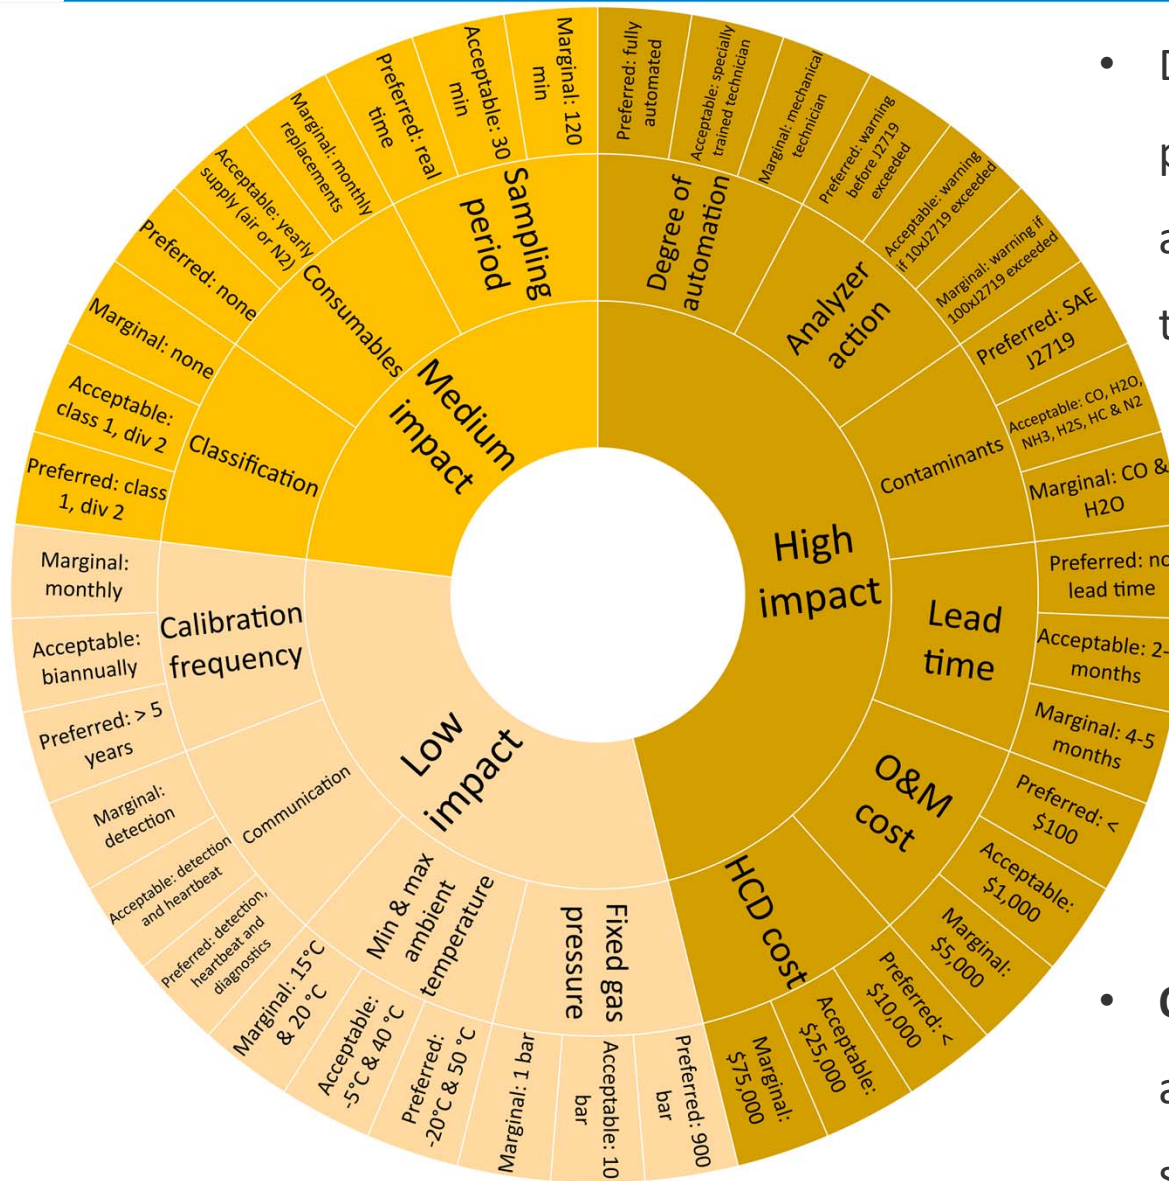 High
impact
Degree of
automation
Preferred: fully
automated
Acceptable: specially
trained technician
Marginal: mechanical
technician
Analyzer
action
Preferred: warning
before J2719
exceeded
Acceptable: warning
if 10xJ2719 exceeded
Marginal: warning if
100xJ2719 exceeded
Contaminants
Preferred: SAE
J2719
Acceptable: CO, H2O,
NH3, H2S, HC & N2
Marginal: CO &
H2O
Lead
time
Preferred: no
lead time
Acceptable: 2-
months
Marginal: 4-5
months
O&M
cost
Preferred: <
$100
Acceptable:
$1,000
Marginal:
$5,000
HCD cost
Preferred: <
$10,000
Acceptable:
$25,000
Marginal:
$75,000
Low
impact
Fixed gas
pressure
Preferred: 900
bar
Acceptable: 10
bar
Marginal: 1 bar
Min & max
ambient
temperature
Preferred:
-20°C & 50 °C
Acceptable:
-5°C & 40 °C
Marginal: 15°C
& 20 °C
Communication
Preferred: detection,
heartbeat and
diagnostics
Acceptable: detection
and heartbeat
Marginal:
detection
Calibration
frequency
Preferred: > 5
years
Acceptable:
biannually
Marginal:
monthly
Medium
impact
Classification
Preferred: class
1, div 2
Acceptable:
class 1, div 2
Marginal: none
Consumables
Preferred: none
Acceptable: yearly
supply (air or N2)
Marginal: monthly
replacements
Sampling
period
Preferred: real
time
Acceptable: 30
min
Marginal: 120
min